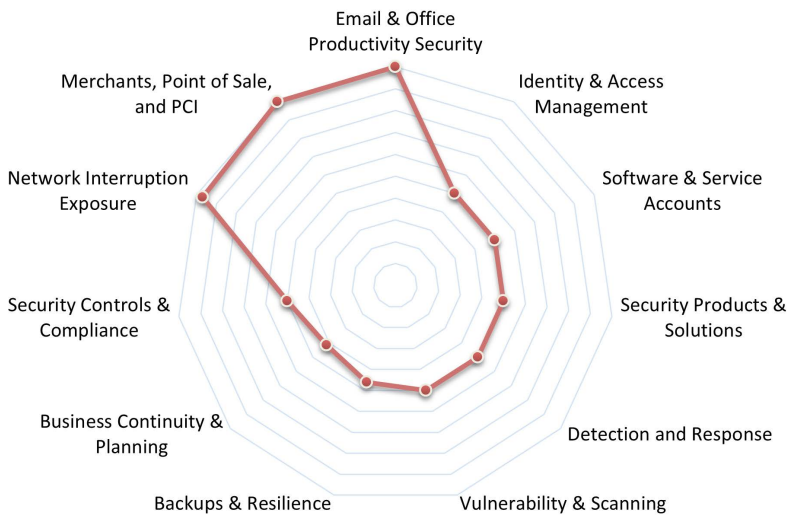 Email & Office
Productivity Security
Identity & Access
Management
Software & Service
Accounts
Security Products &
Solutions
Detection and Response
Vulnerability & Scanning
Backups & Resilience
Business Continuity &
Planning
Security Controls &
Compliance
Network Interruption
Exposure
Merchants, Point of Sale,
and PCI